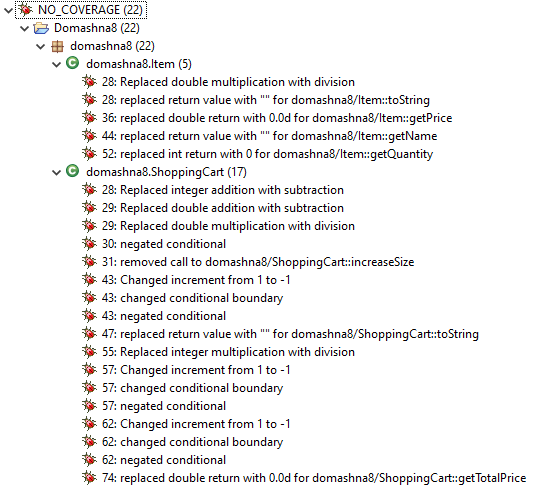 NO_COVERAGE (22)
Domashna8 (22)
domashna8 (22)
domashna8.Item (5)
28: Replaced double multiplication with division
28: replaced return value with "" for domashna8/Item::toString
36: replaced double return with 0.0d for domashna8/Item::getPrice
44: replaced return value with "" for domashna8/Item::getName
52: replaced int return with 0 for domashna8/Item::getQuantity
domashna8.ShoppingCart (17)
28: Replaced integer addition with subtraction
29: Replaced double addition with subtraction
29: Replaced double multiplication with division
30: negated conditional
31: removed call to domashna8/ShoppingCart::increaseSize
43: Changed increment from 1 to -1
43: changed conditional boundary
43: negated conditional
47: replaced return value with "" for domashna8/ShoppingCart::toString
55: Replaced integer multiplication with division
57: Changed increment from 1 to -1
57: changed conditional boundary
57: negated conditional
62: Changed increment from 1 to -1
62: changed conditional boundary
62: negated conditional
74: replaced double return with 0.0d for domashna8/ShoppingCart::getTotalPrice